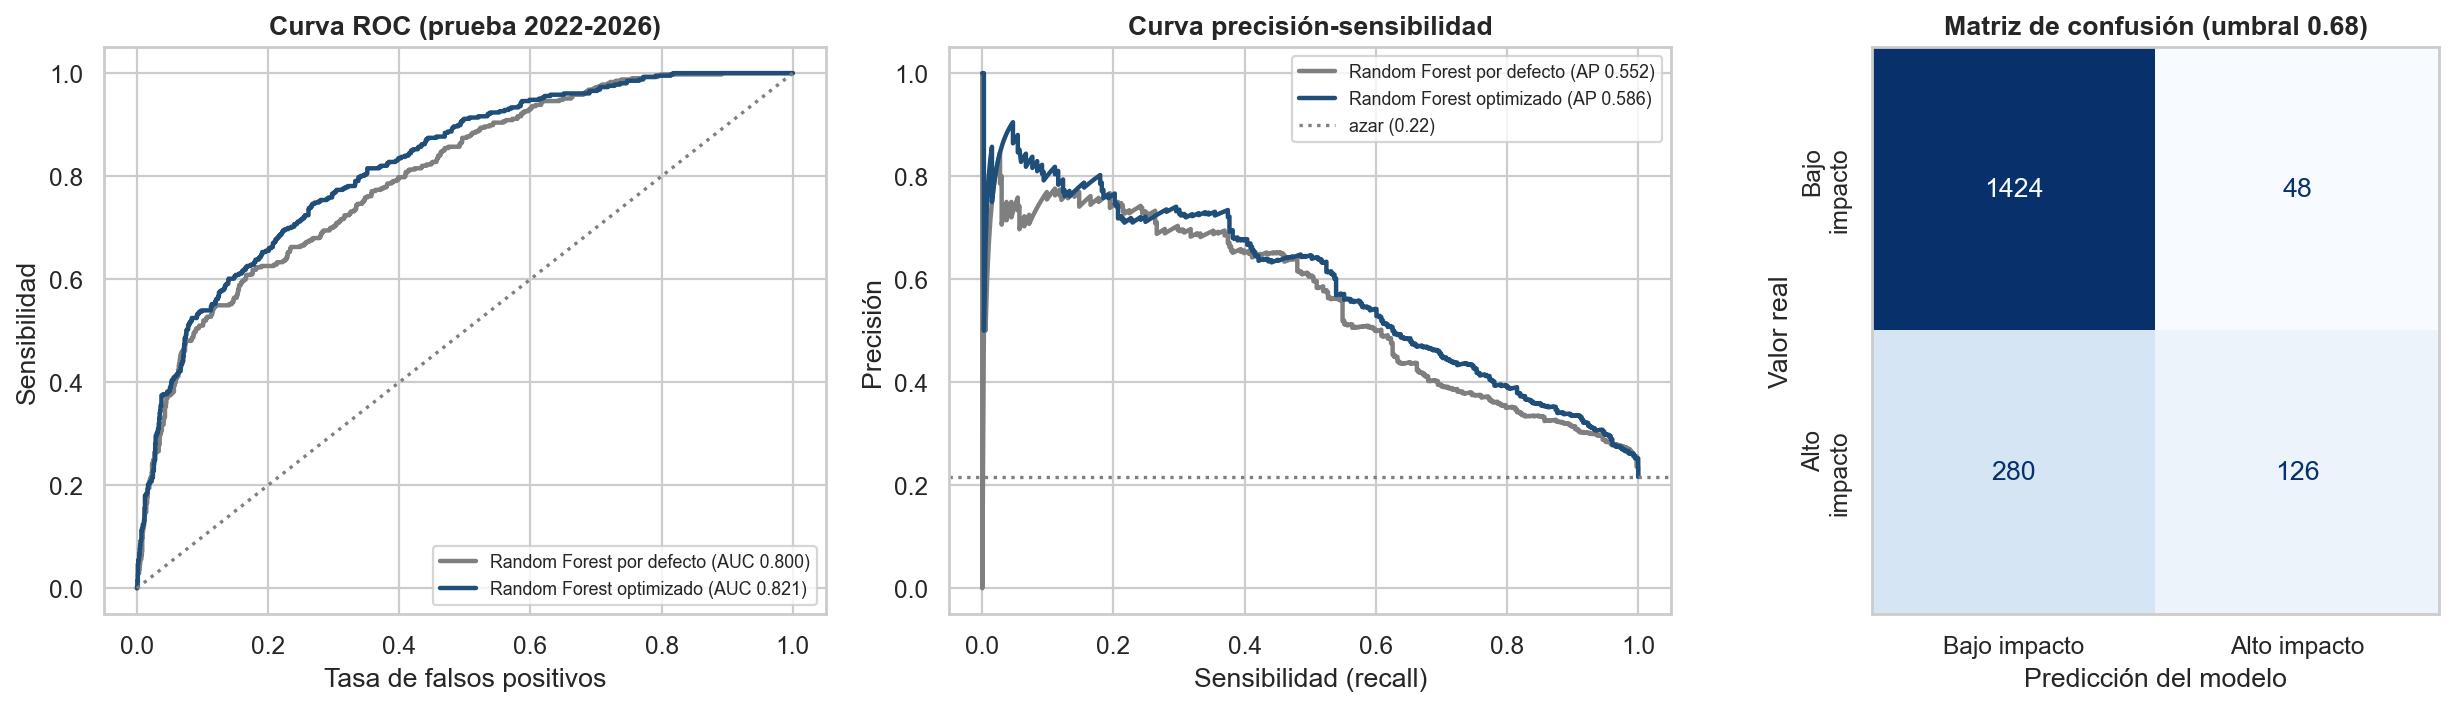 Curva ROC (prueba 2022-2026)
Sensibilidad
1.0
0.8
0.6
0.4
0.2
0.0
Random Forest por defecto (AUC 0.800)
Random Forest optimizado (AUC 0.821)
0.0 0.2 0.4 0.6 0.8 1.0
Tasa de falsos positivos
Curva precisión-sensibilidad
Precisión
1.0
0.8
0.6
0.4
0.2
0.0
Random Forest por defecto (AP 0.552)
Random Forest optimizado (AP 0.586)
azar (0.22)
0.0 0.2 0.4 0.6 0.8 1.0
Sensibilidad (recall)
Matriz de confusión (umbral 0.68)
Valor real
Bajo
impacto
1424 48
Alto
impacto
280 126
Bajo impacto Alto impacto
Predicción del modelo